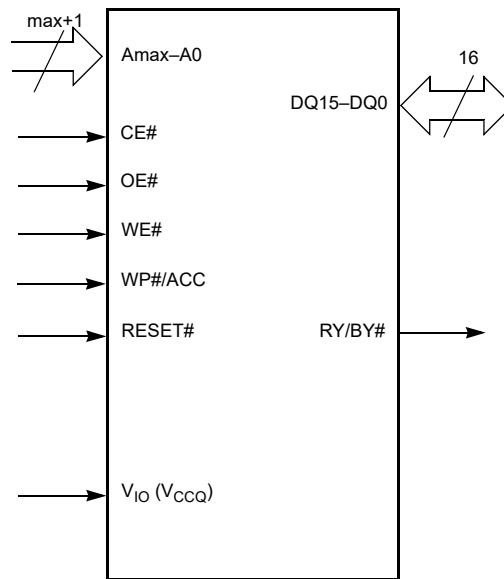 max+1
Amax–A0
16
DQ15–DQ0
CE#
OE#
WE#
WP#/ACC
RESET#
RY/BY#
VIO (VCCQ)